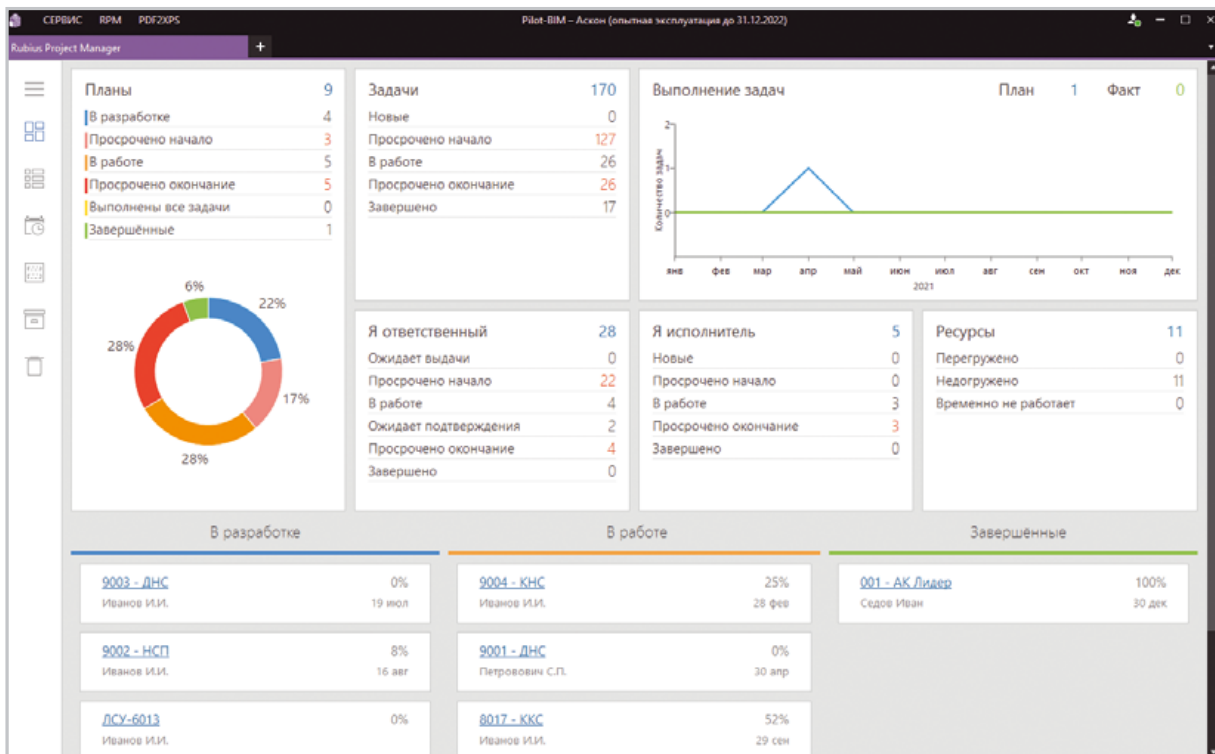 СЕРВИС RPM PDF2XPS
Pilot-BIM – Аскон (опытная эксплуатация до 31.12.2022)
Rubius Project Manager +
Планы 9
В разработке 4
Просрочено начало 3
В работе 5
Просрочено окончание 5
Выполнены все задачи 0
Завершённые 1
6%
22%
28%
17%
28%
Задачи 170
Новые 0
Просрочено начало 127
В работе 26
Просрочено окончание 26
Завершено 17
Выполнение задач План 1 Факт 0
Количество задач
2
1
0
янв фев мар апр май июн июл авг сен окт ноя дек
2021
Я ответственный 28
Ожидает выдачи 0
Просрочено начало 22
В работе 4
Ожидает подтверждения 2
Просрочено окончание 4
Завершено 0
Я исполнитель 5
Новые 0
Просрочено начало 0
В работе 3
Просрочено окончание 3
Завершено 0
Ресурсы 11
Перегружено 0
Недогружено 11
Временно не работает 0
В разработке
9003 - ДНС 0%
Иванов И.И. 19 июл
9002 - НСП 8%
Иванов И.И. 16 авг
ЛСУ-6013 0%
Иванов И.И.
В работе
9004 - КНС 25%
Иванов И.И. 28 фев
9001 - ДНС 0%
Петровович С.П. 30 апр
8017 - ККС 52%
Иванов И.И. 29 сен
Завершённые
001 - АК Лидер 100%
Седов Иван 30 дек